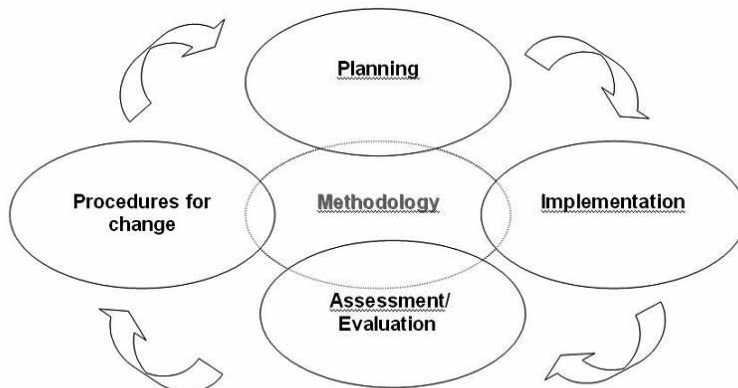 Planning
Procedures for
change
Methodology
Implementation
Assessment/
Evaluation